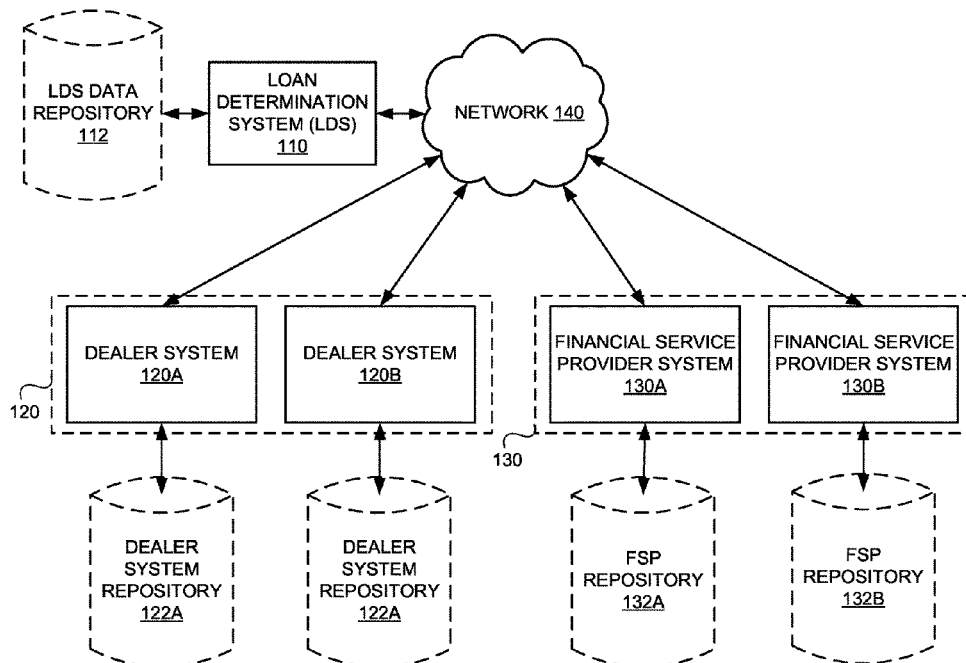 LDS DATA
REPOSITORY
112
LOAN
DETERMINATION
SYSTEM (LDS)
110
NETWORK 140
DEALER SYSTEM
120A
DEALER SYSTEM
120B
FINANCIAL SERVICE
PROVIDER SYSTEM
130A
FINANCIAL SERVICE
PROVIDER SYSTEM
130B
120
130
DEALER
SYSTEM
REPOSITORY
122A
DEALER
SYSTEM
REPOSITORY
122A
FSP
REPOSITORY
132A
FSP
REPOSITORY
132B